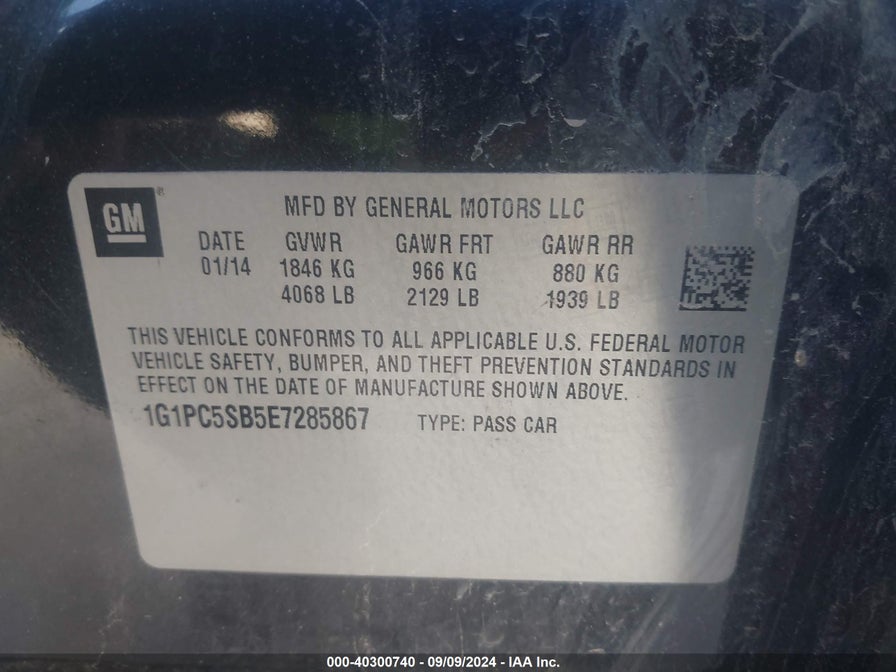 GM ®
MFD BY GENERAL MOTORS LLC
DATE GVWR GAWR FRT GAWR RR
01/14 1846 KG 966 KG 880 KG
4068 LB 2129 LB 1939 LB
THIS VEHICLE CONFORMS TO ALL APPLICABLE U.S. FEDERAL MOTOR
VEHICLE SAFETY, BUMPER, AND THEFT PREVENTION STANDARDS IN
EFFECT ON THE DATE OF MANUFACTURE SHOWN ABOVE.
1G1PC5SB5E7285867 TYPE: PASS CAR
000-40300740 - 09/09/2024 - IAA Inc.